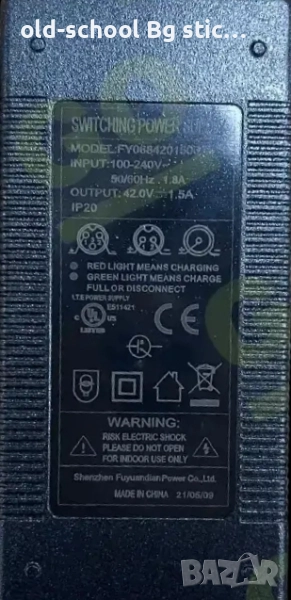 old-school Bg stic...
SWITCHING POWER
INPUT:100-240V~
50/60Hz, 1.8A
OUTPUT: 42.0V 1.5A
IP20
RED LIGHT MEANS CHARGING
GREEN LIGHT MEANS CHARGE
FULL OR DISCONNECT
I.T.E POWER SUPPLY
E511421
C UL US
LISTED
CE
WARNING:
RISK ELECTRIC SHOCK
PLEASE DO NOT OPEN
FOR INDOOR USE ONLY
Shenzhen Fuyuandian Power Co.,Ltd.
MADE IN CHINA 21/06/09
BAZAR